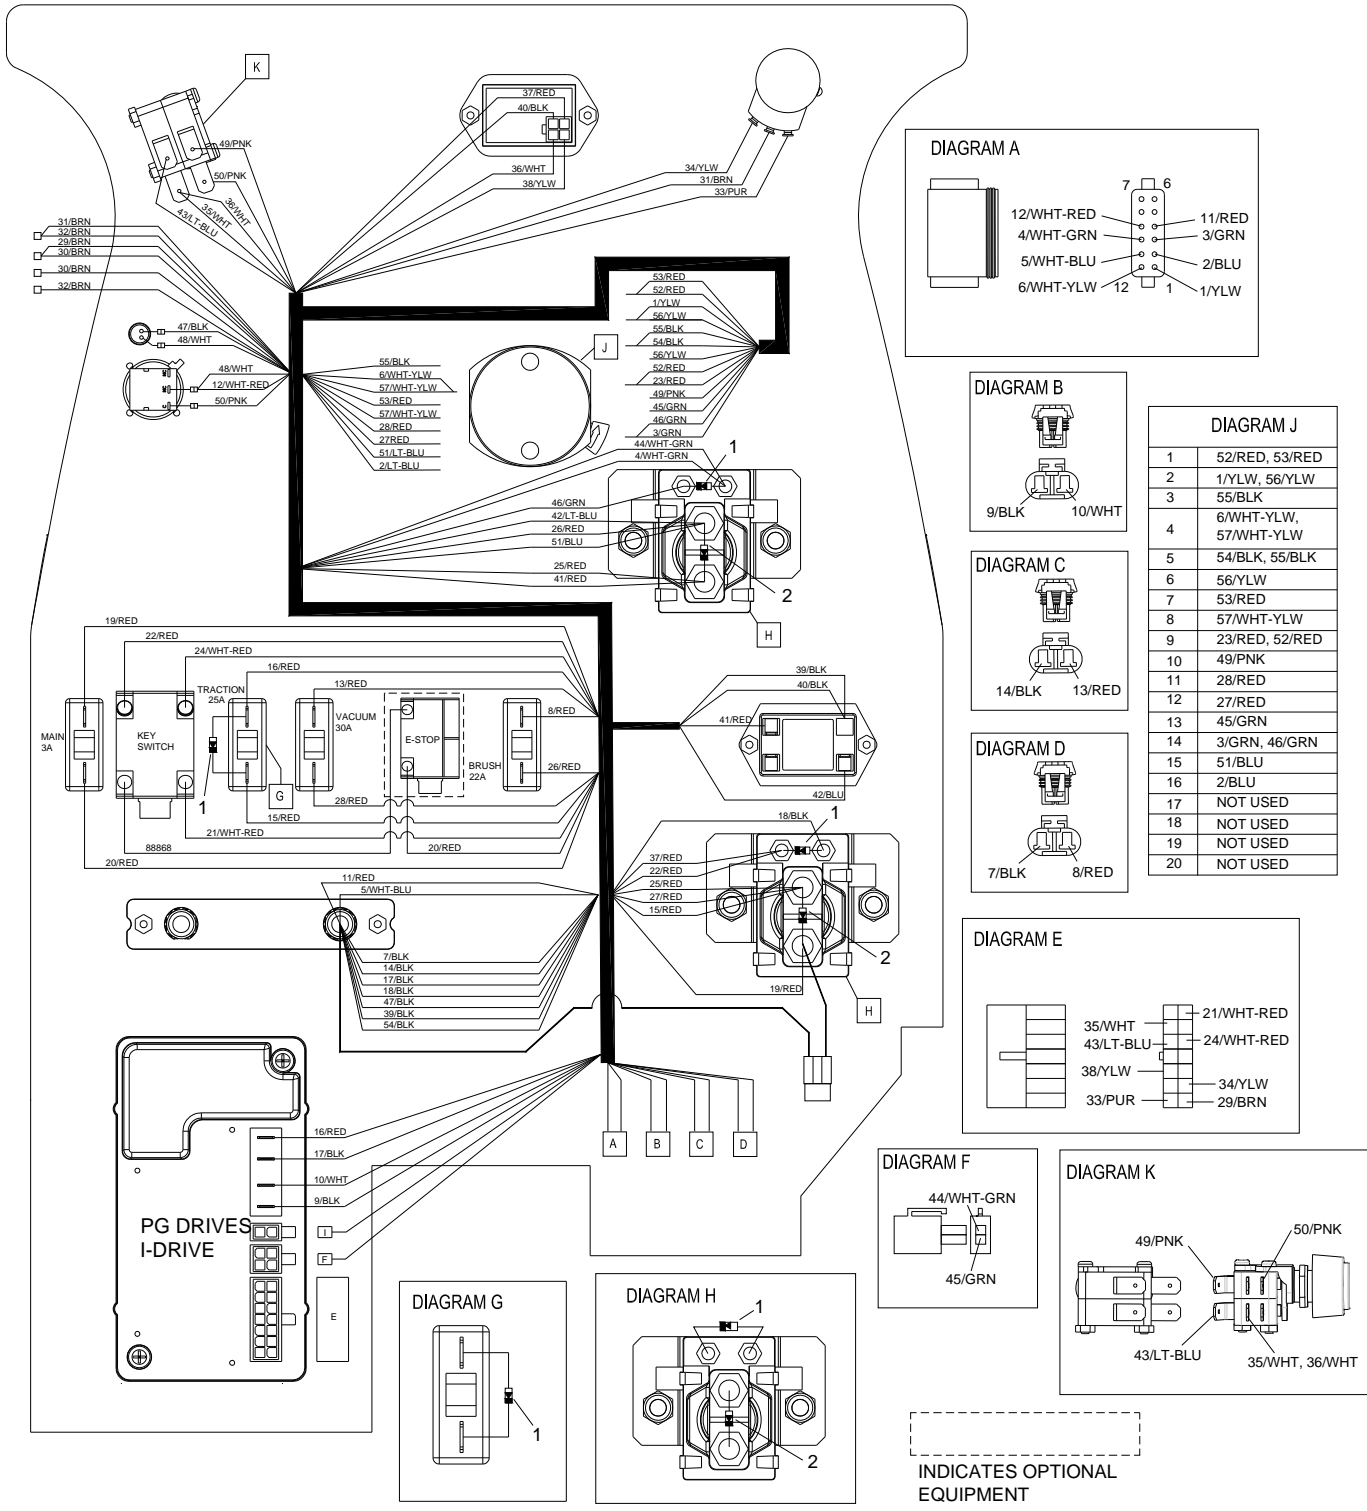 K
37/RED
40/BLK
36/WHT
38/YLW
49/PNK
50/PNK
36/WHT
35/WHT
43/LT-BLU
34/YLW
31/BRN
33/PUR
31/BRN
32/BRN
29/BRN
30/BRN
30/BRN
32/BRN
47/BLK
48/WHT
48/WHT
12/WHT-RED
50/PNK
55/BLK
6/WHT-YLW
57/WHT-YLW
53/RED
57/WHT-YLW
28/RED
27RED
51/LT-BLU
2/LT-BLU
J
53/RED
52/RED
1/YLW
56/YLW
55/BLK
54/BLK
56/YLW
52/RED
23/RED
49/PNK
45/GRN
46/GRN
3/GRN
44/WHT-GRN
4/WHT-GRN
1
46/GRN
42/LT-BLU
26/RED
51/BLU
25/RED
41/RED
2
H
19/RED
22/RED
24/WHT-RED
16/RED
13/RED
8/RED
MAIN
3A
KEY
SWITCH
TRACTION
25A
1
G
VACUUM
30A
E-STOP
BRUSH
22A
26/RED
28/RED
15/RED
21/WHT-RED
88868
20/RED
20/RED
39/BLK
40/BLK
41/RED
42/BLU
18/BLK
1
37/RED
22/RED
25/RED
27/RED
15/RED
19/RED
2
H
11/RED
5/WHT-BLU
7/BLK
14/BLK
17/BLK
18/BLK
47/BLK
39/BLK
54/BLK
A
B
C
D
16/RED
17/BLK
10/WHT
9/BLK
PG DRIVES
I-DRIVE
I
F
E
DIAGRAM A
7
6
12/WHT-RED
11/RED
4/WHT-GRN
3/GRN
5/WHT-BLU
2/BLU
6/WHT-YLW
12
1
1/YLW
DIAGRAM B
9/BLK
10/WHT
DIAGRAM C
14/BLK
13/RED
DIAGRAM D
7/BLK
8/RED
DIAGRAM J
1 52/RED, 53/RED
2 1/YLW, 56/YLW
3 55/BLK
4 6/WHT-YLW,
57/WHT-YLW
5 54/BLK, 55/BLK
6 56/YLW
7 53/RED
8 57/WHT-YLW
9 23/RED, 52/RED
10 49/PNK
11 28/RED
12 27/RED
13 45/GRN
14 3/GRN, 46/GRN
15 51/BLU
16 2/BLU
17 NOT USED
18 NOT USED
19 NOT USED
20 NOT USED
DIAGRAM E
21/WHT-RED
35/WHT
43/LT-BLU
24/WHT-RED
38/YLW
34/YLW
33/PUR
29/BRN
DIAGRAM F
44/WHT-GRN
45/GRN
DIAGRAM K
50/PNK
49/PNK
43/LT-BLU
35/WHT, 36/WHT
DIAGRAM G
1
DIAGRAM H
1
2
INDICATES OPTIONAL
EQUIPMENT